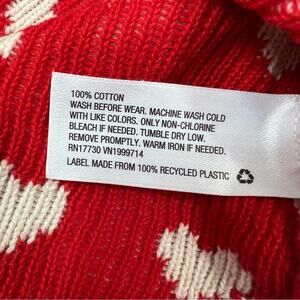 100% COTTON
WASH BEFORE WEAR. MACHINE WASH COLD
WITH LIKE COLORS. ONLY NON-CHLORINE
BLEACH IF NEEDED. TUMBLE DRY LOW.
REMOVE PROMPTLY. WARM IRON IF NEEDED.
RN17730 VN1999714
LABEL MADE FROM 100% RECYCLED PLASTIC